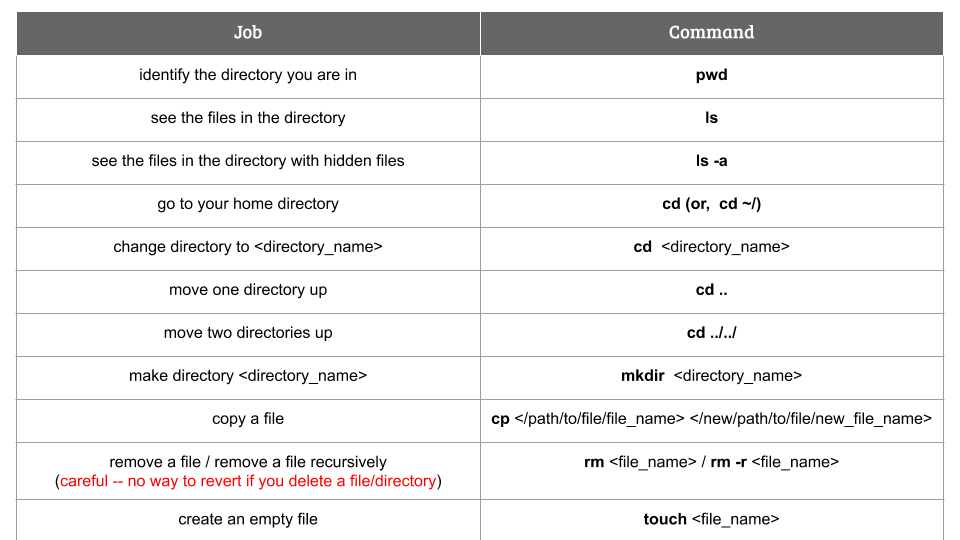 Job Command
identify the directory you are in pwd
see the files in the directory ls
see the files in the directory with hidden files ls -a
go to your home directory cd (or,  cd ~/)
change directory to <directory_name> cd  <directory_name>
move one directory up cd ..
move two directories up cd ../../
make directory <directory_name> mkdir  <directory_name>
copy a file cp </path/to/file/file_name> </new/path/to/file/new_file_name>
remove a file / remove a file recursively rm <file_name> / rm -r <file_name>
(careful -- no way to revert if you delete a file/directory)
create an empty file touch <file_name>